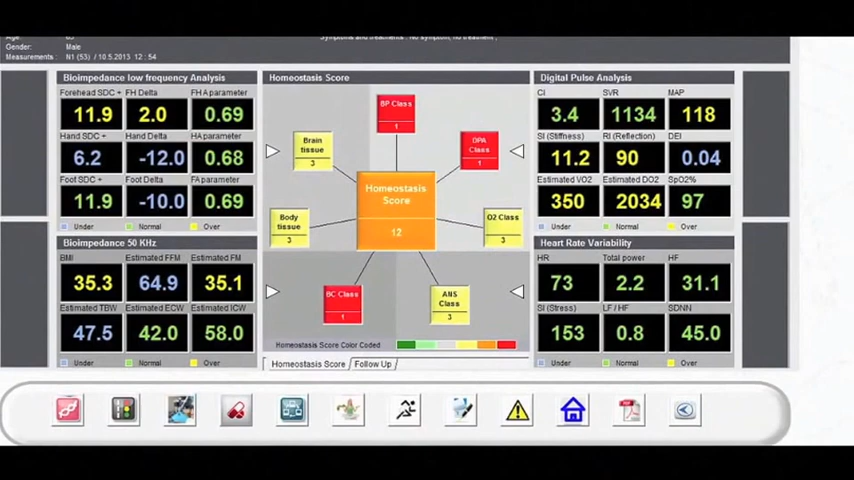 Gender: Male
Measurements : N1 (53) / 10.5.2013 12 : 54
Symptoms and treatments : No symptom, no treatment ;
Bioimpedance low frequency Analysis
Forehead SDC + FH Delta FH A parameter
11.9 2.0 0.69
Hand SDC + Hand Delta HA parameter
6.2 -12.0 0.68
Foot SDC + Foot Delta FA parameter
11.9 -10.0 0.69
Under Normal Over
Bioimpedance 50 KHz
BMI Estimated FFM Estimated FM
35.3 64.9 35.1
Estimated TBW Estimated ECW Estimated ICW
47.5 42.0 58.0
Under Normal Over
Homeostasis Score
BP Class
1
Brain
tissue
3
OPA
Class
1
Homeostasis
Score
12
Body
tissue
3
O2 Class
3
BC Class
1
ANS
Class
3
Homeostasis Score Color Coded
Homeostasis Score Follow Up
Digital Pulse Analysis
CI SVR MAP
3.4 1134 118
SI (Stiffness) RI (Reflection) DEI
11.2 90 0.04
Estimated VO2 Estimated DO2 SpO2%
350 2034 97
Under Normal Over
Heart Rate Variability
HR Total power HF
73 2.2 31.1
SI (Stress) LF / HF SDNN
153 0.8 45.0
Under Normal Over